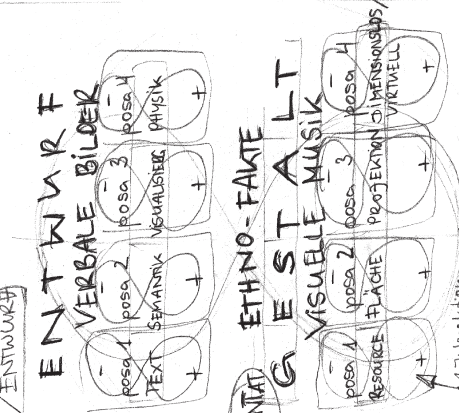 ENTWURF
ENTWURF
VERBALE BILDER
posa 1 posa 2 posa 3 posa 4
TEXT SEMANTIK VISUALISIERG PHYSIK
+ + + +
ETHNO-FAKTE
GESTALT
VISUELLE MUSIK
posa 1 posa 2 posa 3 posa 4
RESOURCE FLÄCHE PROJEKTION DIMENSIONSLOS/
VIRTUELL
+ + + +